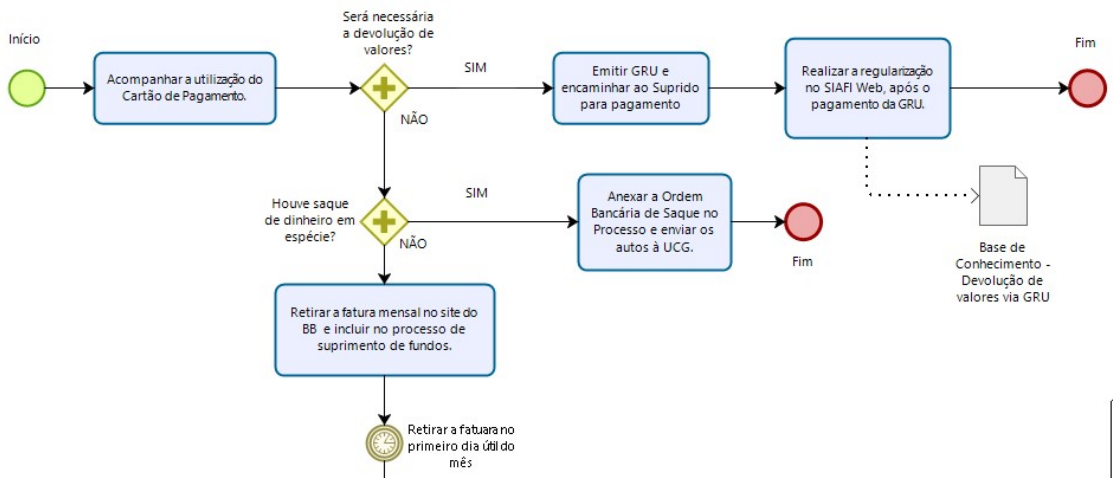 Início
Acompanhar a utilização do
Cartão de Pagamento.
Será necessária
a devolução de
valores?
SIM
NÃO
Emitir GRU e
encaminhar ao Suprido
para pagamento
Realizar a regularização
no SIAFI Web, após o
pagamento da GRU.
Fim
Base de
Conhecimento -
Devolução de
valores via GRU
Houve saque
de dinheiro em
espécie?
SIM
NÃO
Anexar a Ordem
Bancária de Saque no
Processo e enviar os
autos à UCG.
Fim
Retirar a fatura mensal no site do
BB e incluir no processo de
suprimento de fundos.
Retirar a fatuara no
primeiro dia útil do
mês